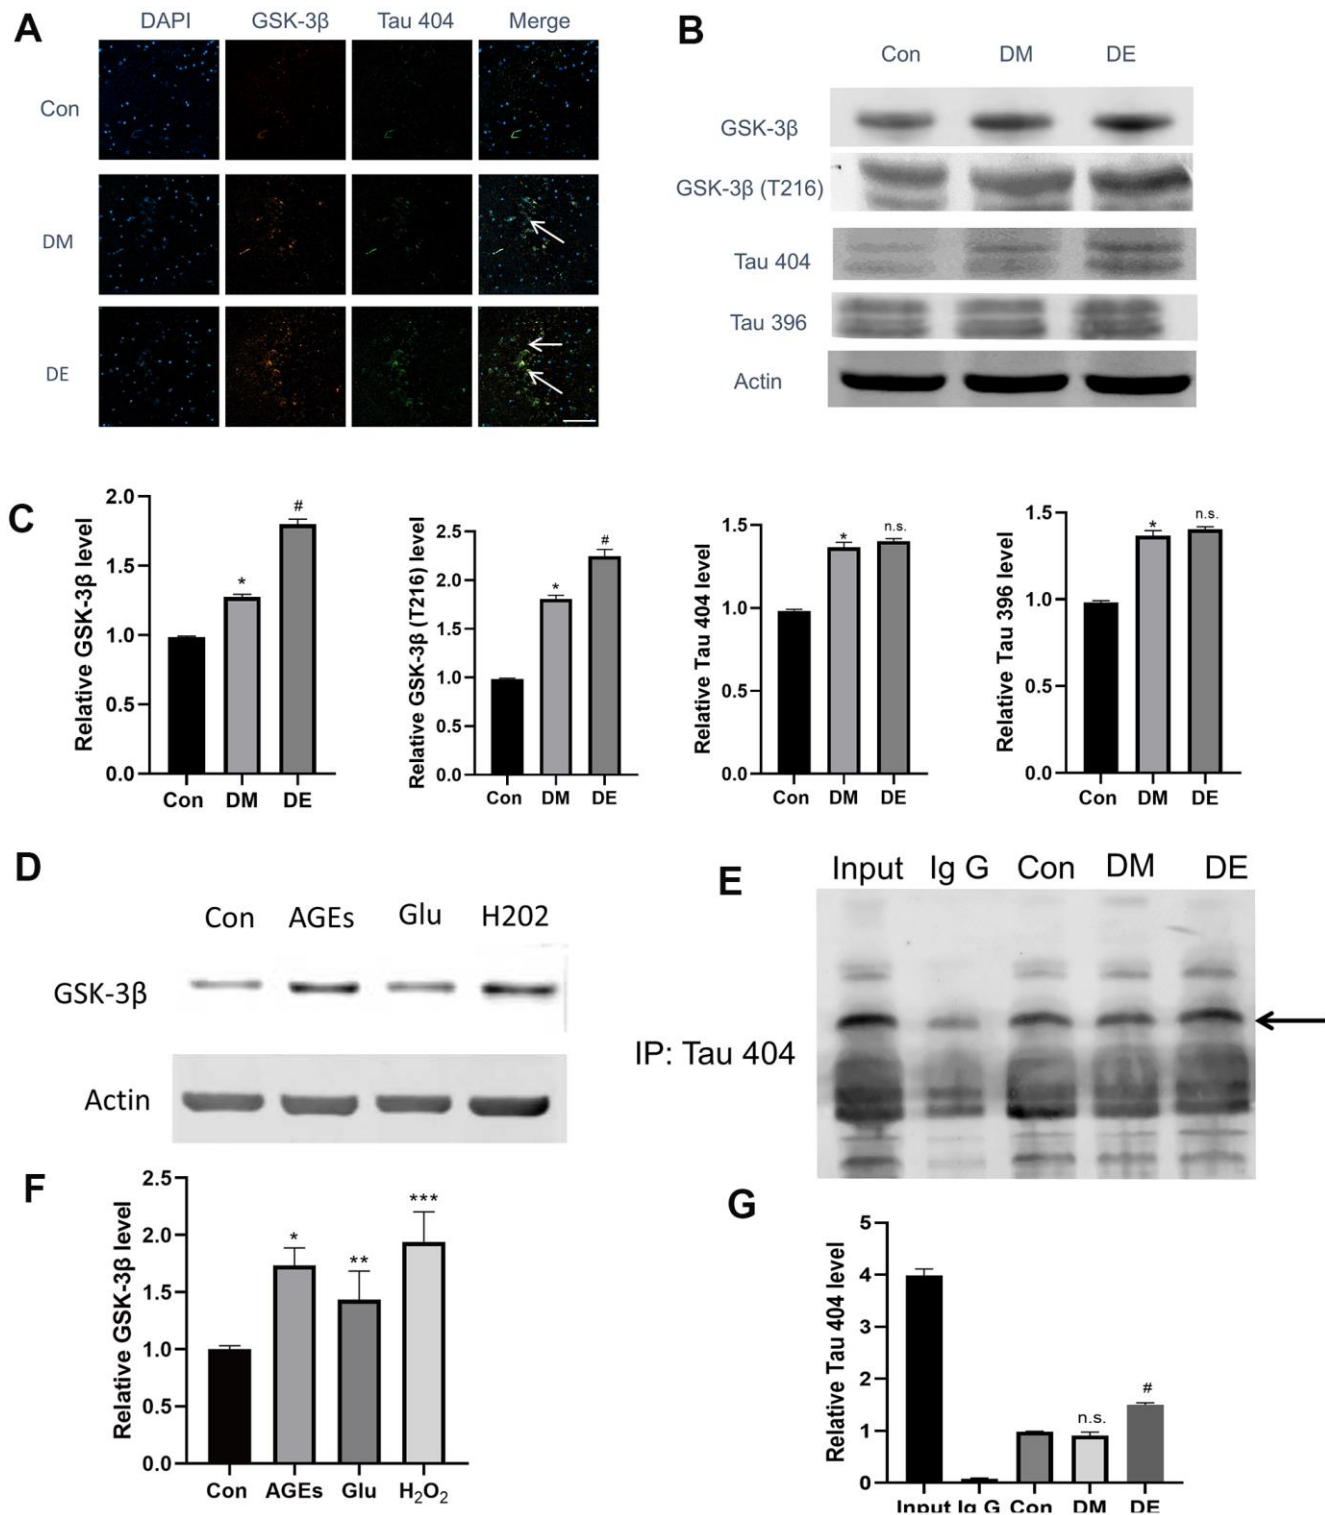 A
DAPI GSK-3β Tau 404 Merge
Con
DM
DE
B
Con DM DE
GSK-3β
GSK-3β (T216)
Tau 404
Tau 396
Actin
C
Relative GSK-3β level
2.0
1.5
1.0
0.5
0.0
*
#
Con DM DE
Relative GSK-3β (T216) level
2.5
2.0
1.5
1.0
0.5
0.0
*
#
Con DM DE
Relative Tau 404 level
1.5
1.0
0.5
0.0
*
n.s.
Con DM DE
Relative Tau 396 level
1.5
1.0
0.5
0.0
*
n.s.
Con DM DE
D
Con AGEs Glu H202
GSK-3β
Actin
E
Input Ig G Con DM DE
IP: Tau 404
F
Relative GSK-3β level
2.5
2.0
1.5
1.0
0.5
0.0
*
**
***
Con AGEs Glu H₂O₂
G
Relative Tau 404 level
5
4
3
2
1
0
n.s.
#
Input Ig G Con DM DE